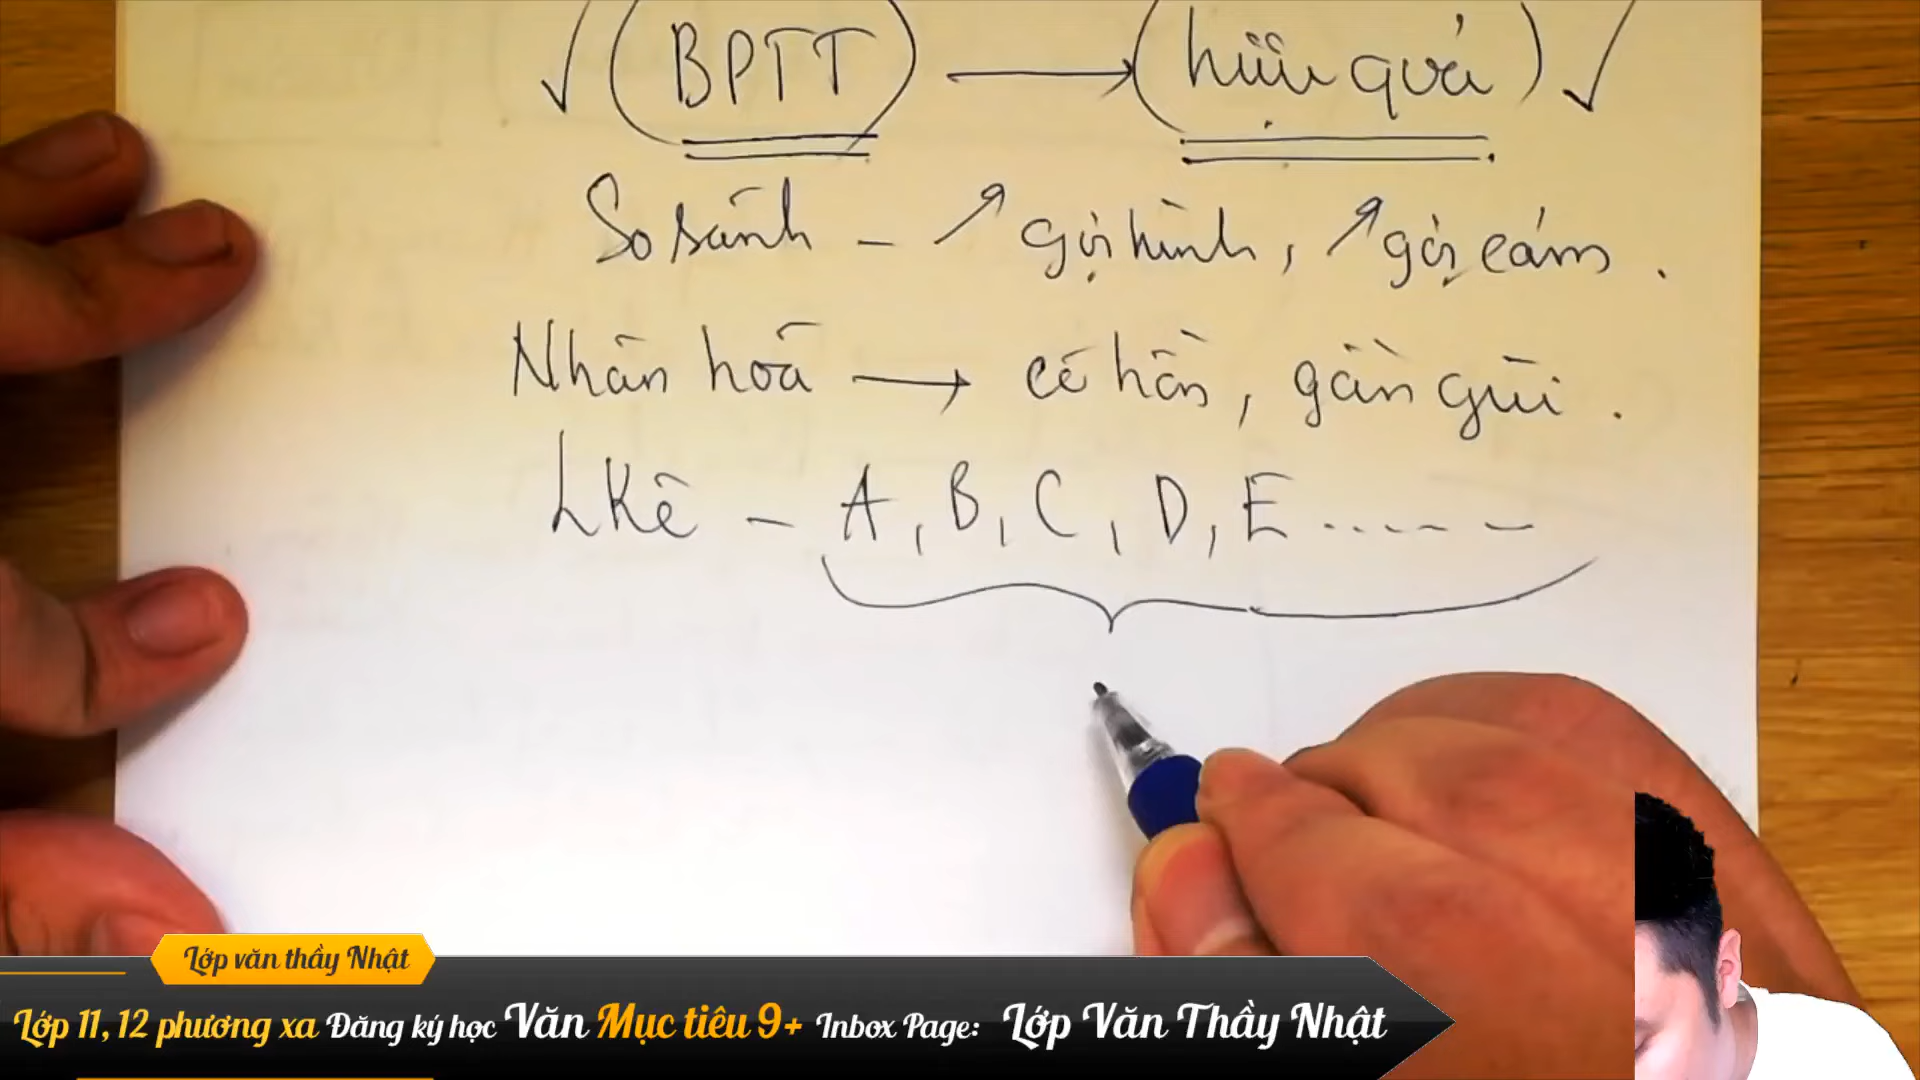 (BPTT) → (hiệu quả)
So sánh - ↗ gợi hình, ↗ gợi cảm.
Nhân hoá → có hồn, gần gũi.
LKê - A, B, C, D, E .....-
Lớp văn thầy Nhật
Lớp 11, 12 phương xa Đăng ký học Văn Mục tiêu 9+ Inbox Page: Lớp Văn Thầy Nhật